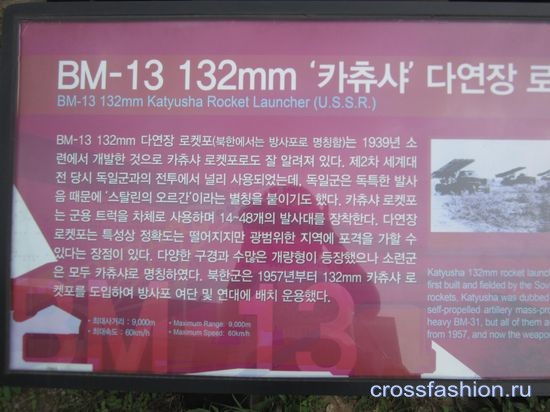 BM-13 132mm '카츄샤' 다연장 로
BM-13 132mm Katyusha Rocket Launcher (U.S.S.R.)
BM-13 132mm 다연장 로켓포(북한에서는 방사포로 명칭함)는 1939년 소
련에서 개발한 것으로 카츄샤 로켓포로도 잘 알려져 있다. 제2차 세계대
전 당시 독일군과의 전투에서 널리 사용되었는데, 독일군은 독특한 발사
음 때문에 '스탈린의 오르간'이라는 별칭을 붙이기도 했다. 카츄샤 로켓포
는 군용 트럭을 차체로 사용하며 14~48개의 발사대를 장착한다. 다연장
로켓포는 특성상 정확도는 떨어지지만 광범위한 지역에 포격을 가할 수
있다는 장점이 있다. 다양한 구경과 수많은 개량형이 등장했으나 소련군
은 모두 카츄샤로 명칭하였다. 북한군은 1957년부터 132mm 카츄샤 로
켓포를 도입하여 방사포 여단 및 연대에 배치 운용했다.
• 최대사거리 : 9,000m • Maximum Range: 9,000m
• 최대속도 : 60km/h • Maximum Speed: 60km/h
Katyusha 132mm rocket launc
first built and fielded by the Sov
rockets, Katyusha was dubbed
self-propelled artillery mass-pro
heavy BM-31, but all of them a
from 1957, and now the weapon
BM-13
crossfashion.ru